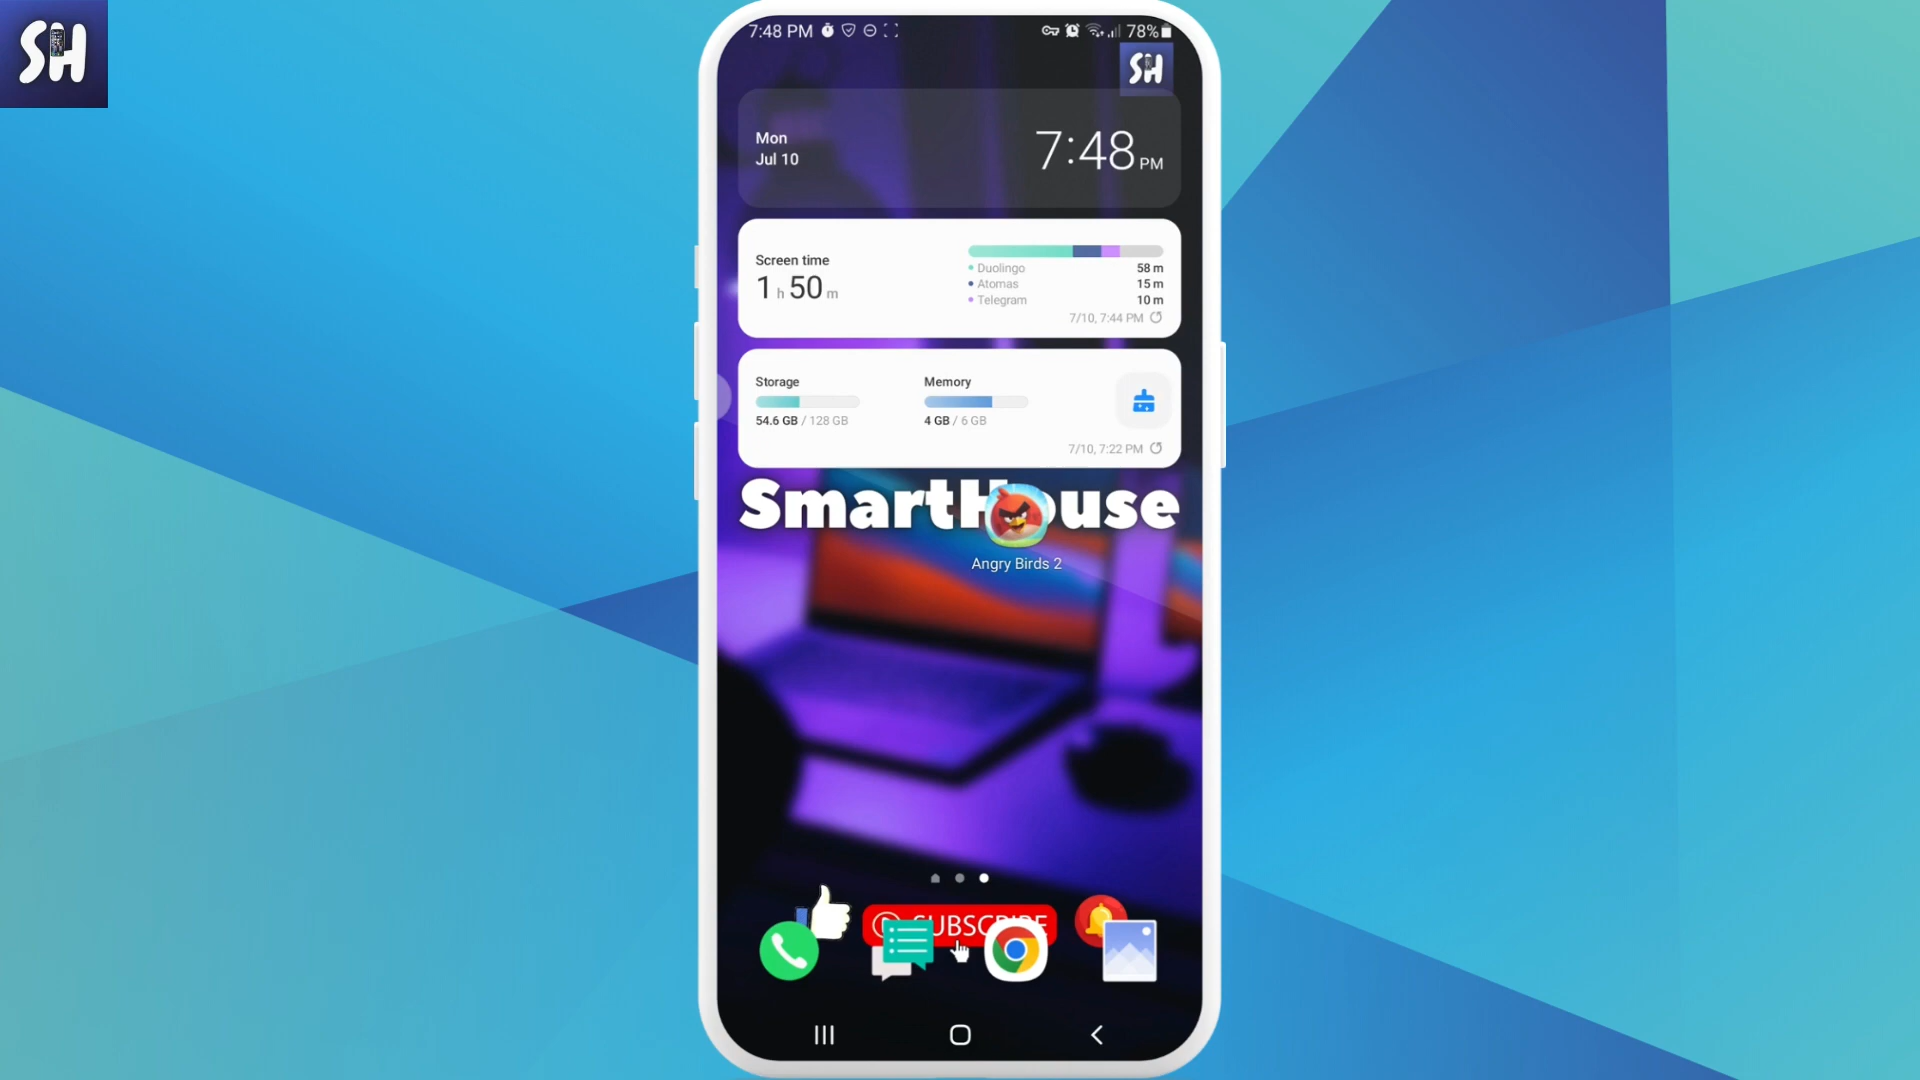 SH
7:48 PM
78%
SH
Mon
Jul 10
7:48 PM
Screen time
1 h 50 m
Duolingo 58 m
Atomas 15 m
Telegram 10 m
7/10, 7:44 PM
Storage
54.6 GB / 128 GB
Memory
4 GB / 6 GB
7/10, 7:22 PM
SmartHouse
Angry Birds 2
SUBSCRIBE